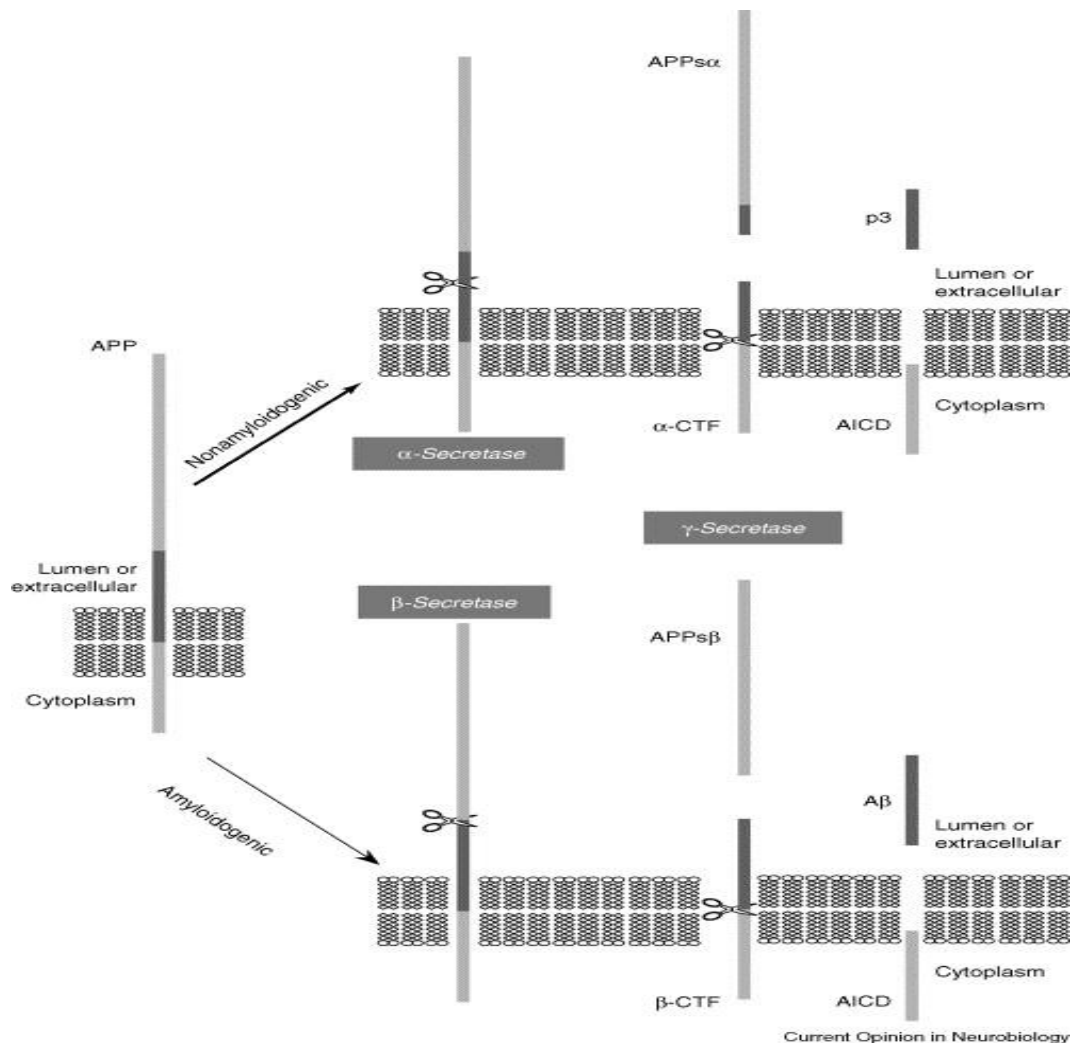 APPsα
p3
Lumen or
extracellular
APP
Nonamyloidogenic
Cytoplasm
α-CTF
AICD
α-Secretase
γ-Secretase
Lumen or
extracellular
β-Secretase
APPsβ
Cytoplasm
Amyloidogenic
Aβ
Lumen or
extracellular
Cytoplasm
β-CTF
AICD
Current Opinion in Neurobiology